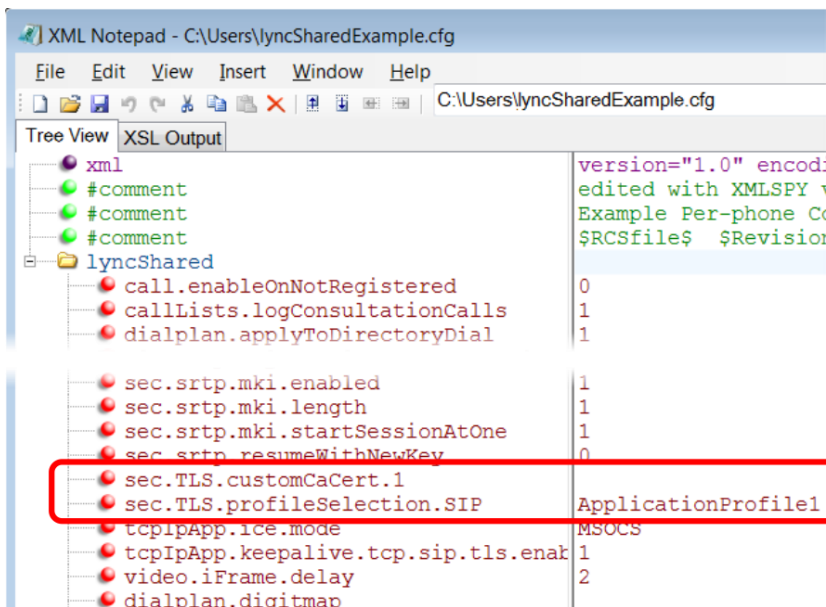 XML Notepad - C:\Users\lyncSharedExample.cfg
File Edit View Insert Window Help
C:\Users\lyncSharedExample.cfg
Tree View XSL Output
xml version="1.0" encodi
#comment edited with XMLSPY v
#comment Example Per-phone Co
#comment $RCSfile$ $Revision
lyncShared
call.enableOnNotRegistered 0
callLists.logConsultationCalls 1
dialplan.applyToDirectoryDial 1
sec.srtp.mki.enabled 1
sec.srtp.mki.length 1
sec.srtp.mki.startSessionAtOne 1
sec.srtp.resumeWithNewKey 0
sec.TLS.customCaCert.1
sec.TLS.profileSelection.SIP ApplicationProfile1
tcpIpApp.ice.mode MSOCS
tcpIpApp.keepalive.tcp.sip.tls.enab 1
video.iFrame.delay 2
dialplan.digitmap